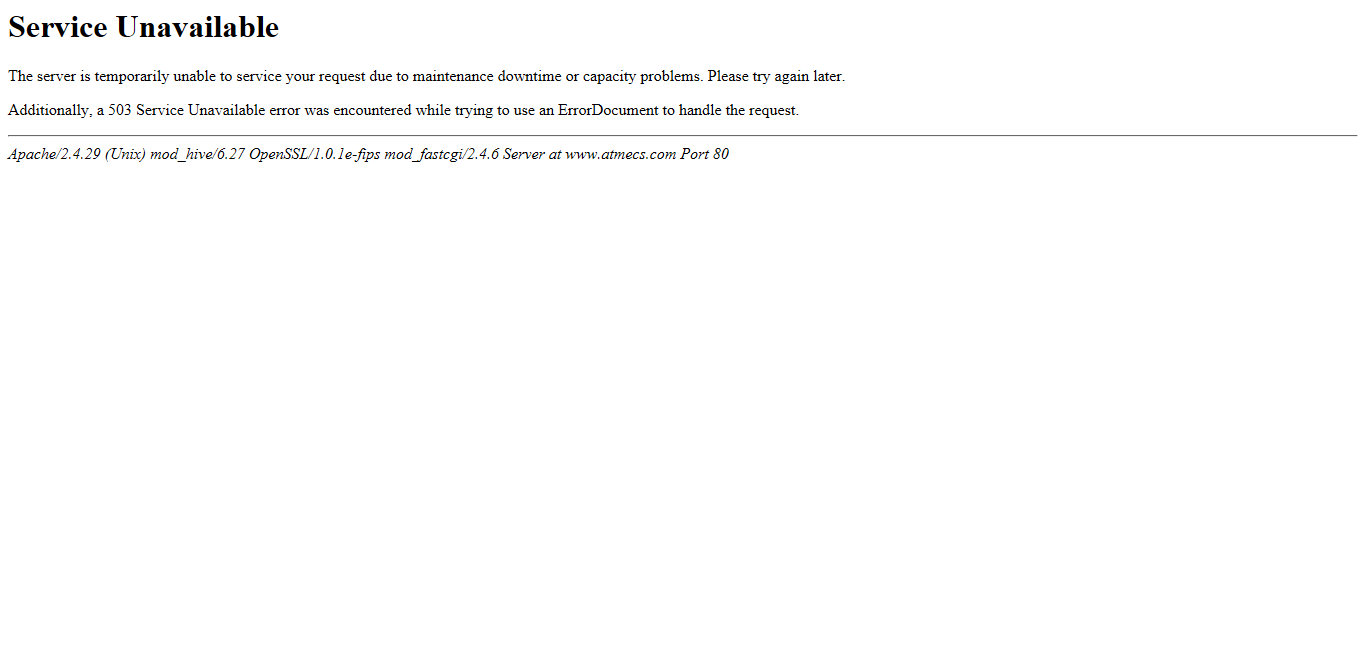 Service Unavailable
The server is temporarily unable to service your request due to maintenance downtime or capacity problems. Please try again later.
Additionally, a 503 Service Unavailable error was encountered while trying to use an ErrorDocument to handle the request.
Apache/2.4.29 (Unix) mod_hive/6.27 OpenSSL/1.0.1e-fips mod_fastcgi/2.4.6 Server at www.atmecs.com Port 80